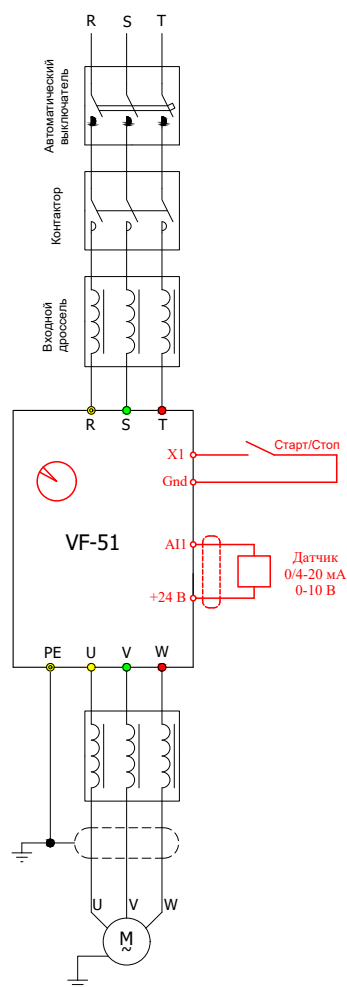 R S T
Автоматический
выключатель
Контактор
Входной
дроссель
R S T
X1
Старт/Стоп
Gnd
VF-51
AI1
Датчик
0/4-20 мА
0-10 В
+24 В
PE U V W
U V W
M
~